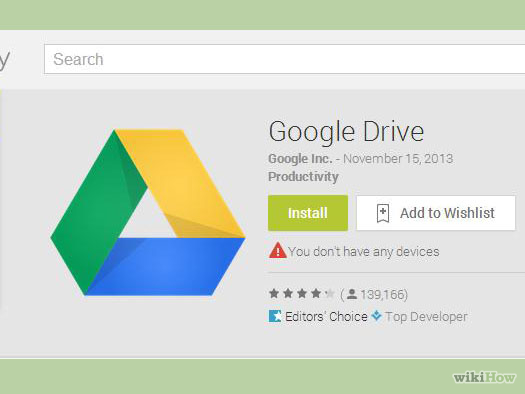 y
Search
Google Drive
Google Inc. - November 15, 2013
Productivity
Install
Add to Wishlist
You don't have any devices
(139,166)
Editors' Choice Top Developer
wikiHow